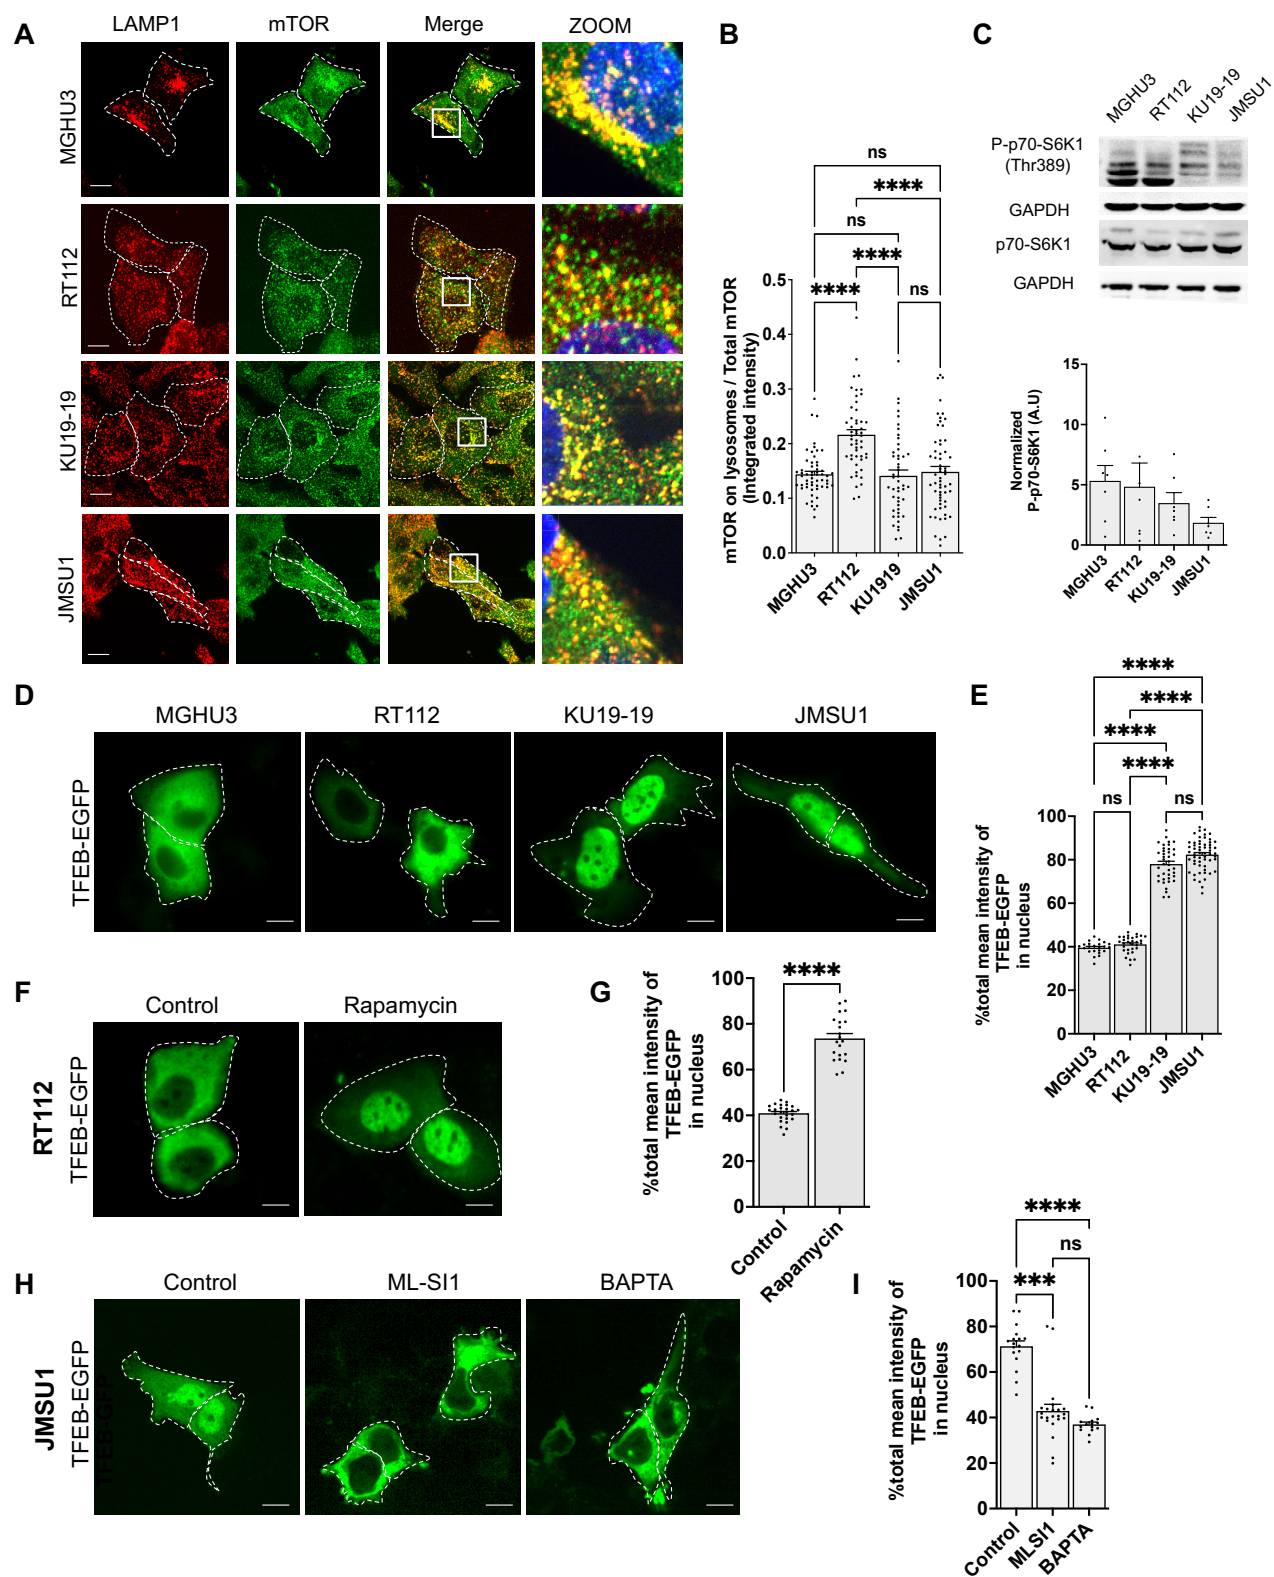 A
LAMP1
mTOR
Merge
ZOOM
MGHU3
RT112
KU19-19
JMSU1
B
ns
****
ns
****
****
ns
mTOR on lysosomes / Total mTOR
(Integrated intensity)
0.5
0.4
0.3
0.2
0.1
0.0
MGHU3
RT112
KU1919
JMSU1
C
MGHU3
RT112
KU19-19
JMSU1
P-p70-S6K1
(Thr389)
GAPDH
p70-S6K1
GAPDH
Normalized
P-p70-S6K1 (A.U)
15
10
5
0
MGHU3
RT112
KU19-19
JMSU1
D
MGHU3
RT112
KU19-19
JMSU1
TFEB-EGFP
E
****
****
****
****
ns
ns
%total mean intensity of
TFEB-EGFP
in nucleus
100
80
60
40
20
0
MGHU3
RT112
KU19-19
JMSU1
F
Control
Rapamycin
RT112
TFEB-EGFP
G
****
%total mean intensity of
TFEB-EGFP
in nucleus
100
80
60
40
20
0
Control
Rapamycin
H
Control
ML-SI1
BAPTA
JMSU1
TFEB-EGFP
TFEB-EGFP
I
****
ns
***
%total mean intensity of
TFEB-EGFP
in nucleus
100
80
60
40
20
0
Control
MLSI1
BAPTA